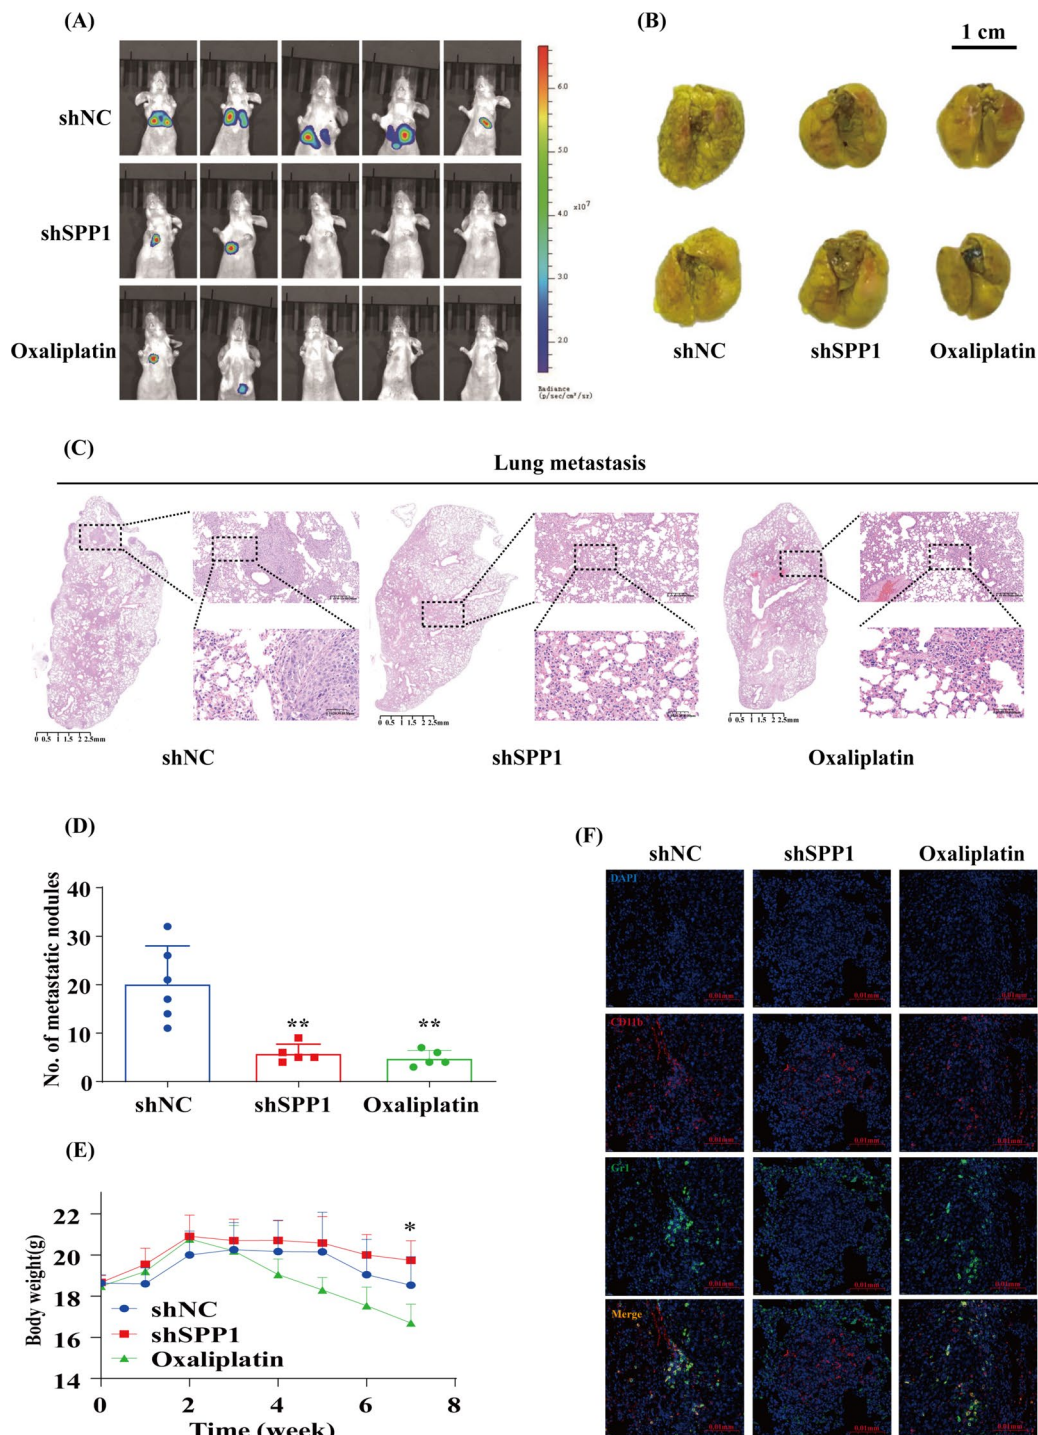 (A)
shNC
shSPP1
Oxaliplatin
6.0
5.0
4.0
x10⁷
3.0
2.0
Radiance
(p/sec/cm²/sr)
(B)
1 cm
shNC shSPP1 Oxaliplatin
(C)
Lung metastasis
0 0.5 1 1.5 2 2.5mm
0 0.5 1 1.5 2 2.5mm
0 0.5 1 1.5 2 2.5mm
shNC shSPP1 Oxaliplatin
(D)
No. of metastatic nodules
40
30
20
10
0
**
**
shNC shSPP1 Oxaliplatin
(E)
Body weight(g)
22
20
18
16
14
*
shNC
shSPP1
Oxaliplatin
0 2 4 6 8
Time (week)
(F)
shNC shSPP1 Oxaliplatin
DAPI
0.01mm 0.01mm 0.01mm
CD11b
0.01mm 0.01mm 0.01mm
Gr1
0.01mm 0.01mm 0.01mm
Merge
0.01mm 0.01mm 0.01mm